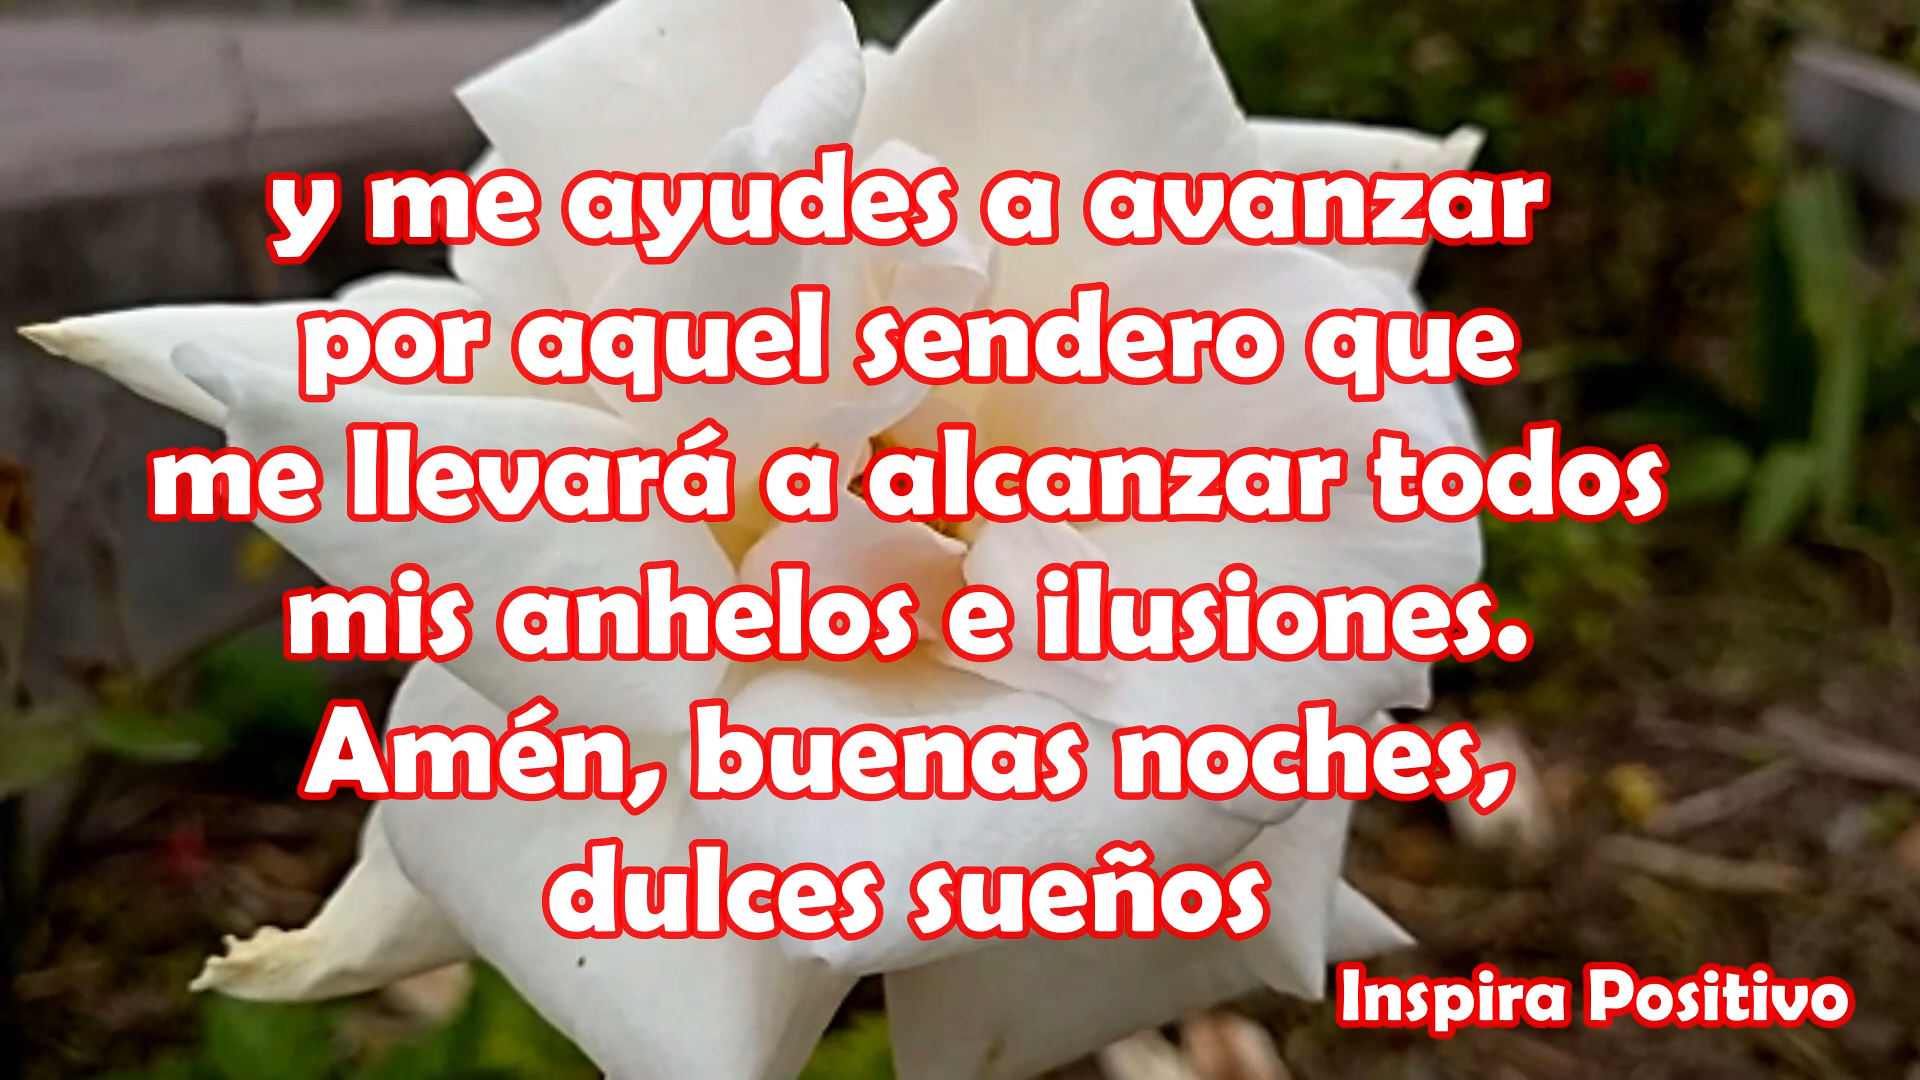 y me ayudes a avanzar
por aquel sendero que
me llevará a alcanzar todos
mis anhelos e ilusiones.
Amén, buenas noches,
dulces sueños
Inspira Positivo